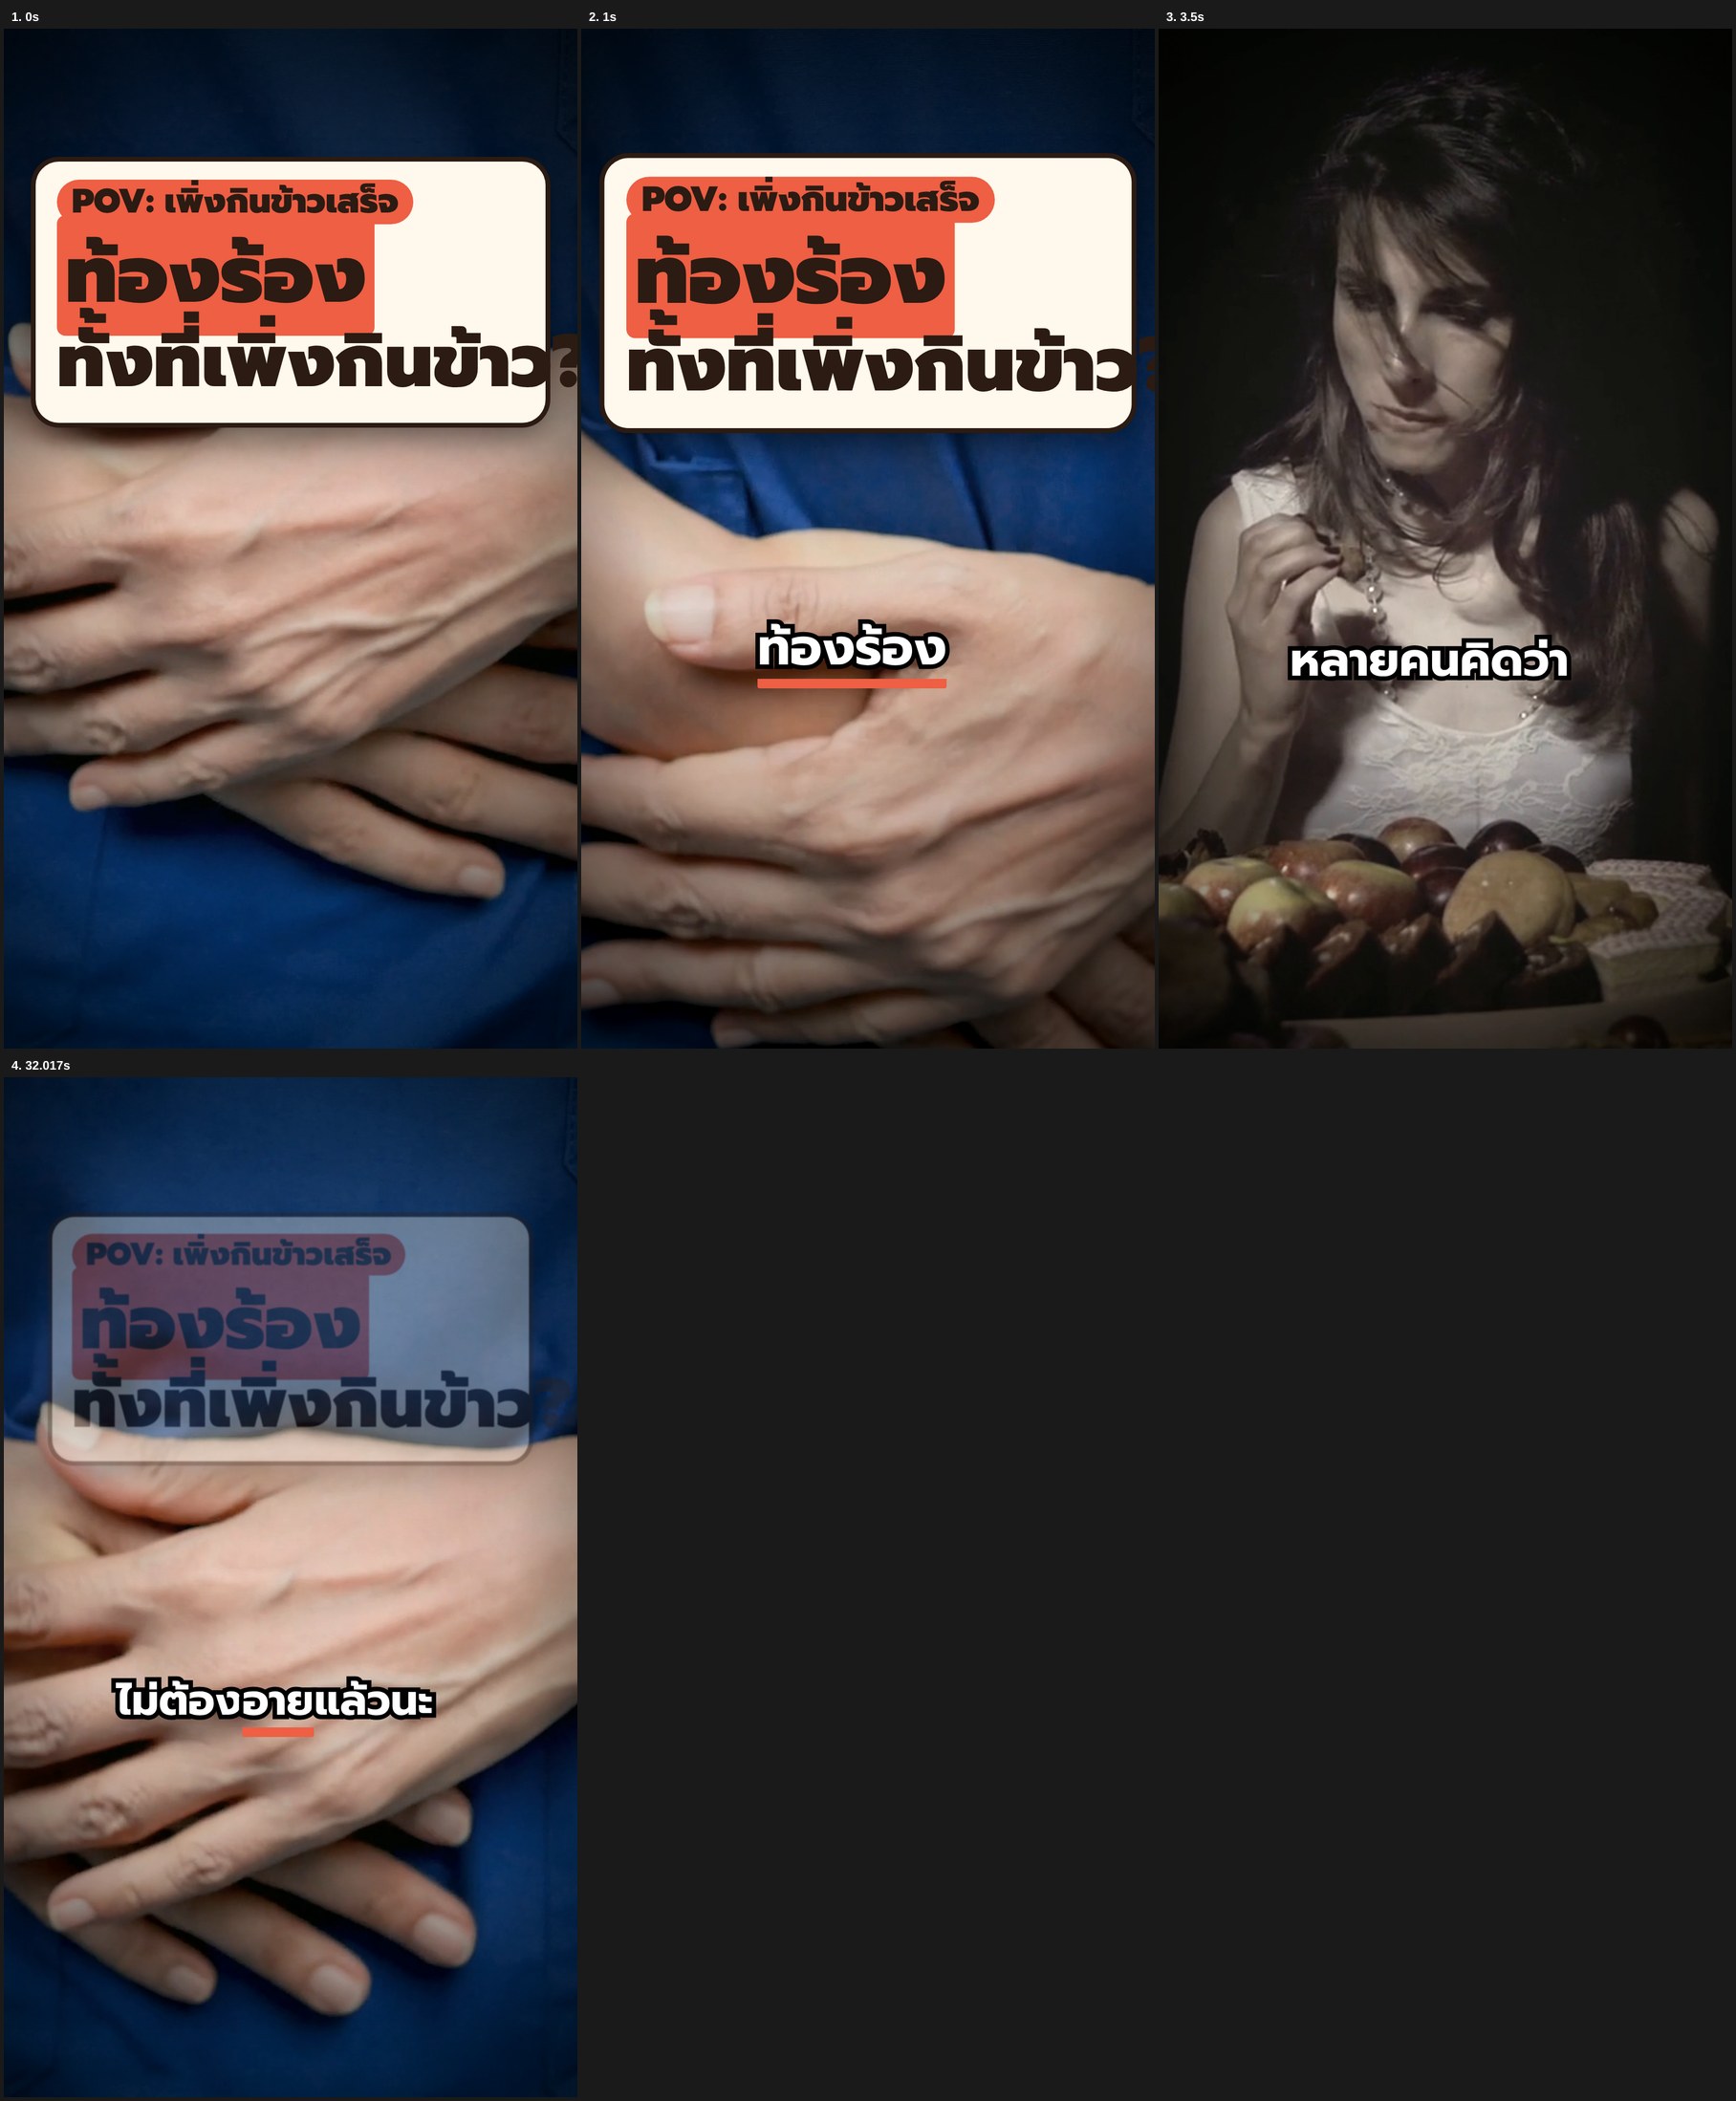 1. 0s
POV: เพิ่งกินข้าวเสร็จ
ท้องร้อง
ทั้งที่เพิ่งกินข้าว?
2. 1s
POV: เพิ่งกินข้าวเสร็จ
ท้องร้อง
ทั้งที่เพิ่งกินข้าว?
ท้องร้อง
3. 3.5s
หลายคนคิดว่า
4. 32.017s
POV: เพิ่งกินข้าวเสร็จ
ท้องร้อง
ทั้งที่เพิ่งกินข้าว?
ไม่ต้องอายแล้วนะ